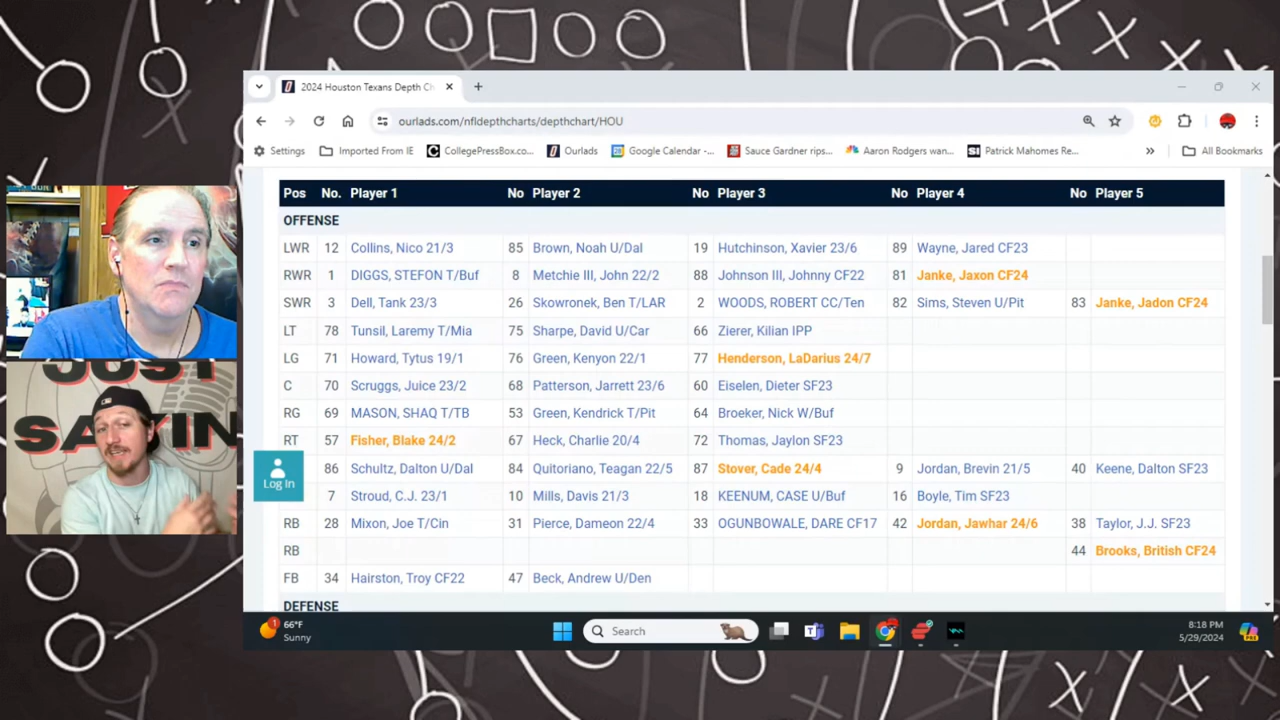 2024 Houston Texans Depth Ch
ourlads.com/nfldepthcharts/depthchart/HOU
Settings Imported From IE CollegePressBox.co... Ourlads Google Calendar -... Sauce Gardner rips... Aaron Rodgers wan... Patrick Mahomes Re... All Bookmarks
Pos No. Player 1 No Player 2 No Player 3 No Player 4 No Player 5
OFFENSE
LWR 12 Collins, Nico 21/3 85 Brown, Noah U/Dal 19 Hutchinson, Xavier 23/6 89 Wayne, Jared CF23
RWR 1 DIGGS, STEFON T/Buf 8 Metchie III, John 22/2 88 Johnson III, Johnny CF22 81 Janke, Jaxon CF24
SWR 3 Dell, Tank 23/3 26 Skowronek, Ben T/LAR 2 WOODS, ROBERT CC/Ten 82 Sims, Steven U/Pit 83 Janke, Jadon CF24
LT 78 Tunsil, Laremy T/Mia 75 Sharpe, David U/Car 66 Zierer, Kilian IPP
LG 71 Howard, Tytus 19/1 76 Green, Kenyon 22/1 77 Henderson, LaDarius 24/7
C 70 Scruggs, Juice 23/2 68 Patterson, Jarrett 23/6 60 Eiselen, Dieter SF23
RG 69 MASON, SHAQ T/TB 53 Green, Kendrick T/Pit 64 Broeker, Nick W/Buf
RT 57 Fisher, Blake 24/2 67 Heck, Charlie 20/4 72 Thomas, Jaylon SF23
86 Schultz, Dalton U/Dal 84 Quitoriano, Teagan 22/5 87 Stover, Cade 24/4 9 Jordan, Brevin 21/5 40 Keene, Dalton SF23
7 Stroud, C.J. 23/1 10 Mills, Davis 21/3 18 KEENUM, CASE U/Buf 16 Boyle, Tim SF23
RB 28 Mixon, Joe T/Cin 31 Pierce, Dameon 22/4 33 OGUNBOWALE, DARE CF17 42 Jordan, Jawhar 24/6 38 Taylor, J.J. SF23
RB 44 Brooks, British CF24
FB 34 Hairston, Troy CF22 47 Beck, Andrew U/Den
DEFENSE
Log In
JUST
SAYIN
66°F
Sunny
Search
8:18 PM
5/29/2024